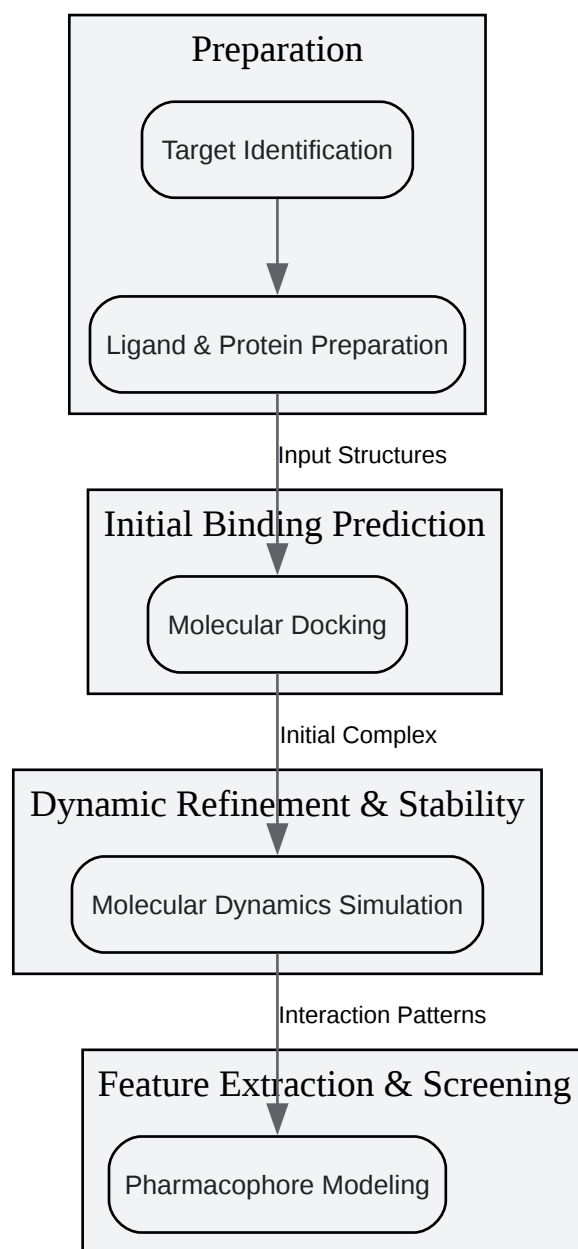 Preparation
Target Identification
Ligand & Protein Preparation
Input Structures
Initial Binding Prediction
Molecular Docking
Initial Complex
Dynamic Refinement & Stability
Molecular Dynamics Simulation
Interaction Patterns
Feature Extraction & Screening
Pharmacophore Modeling